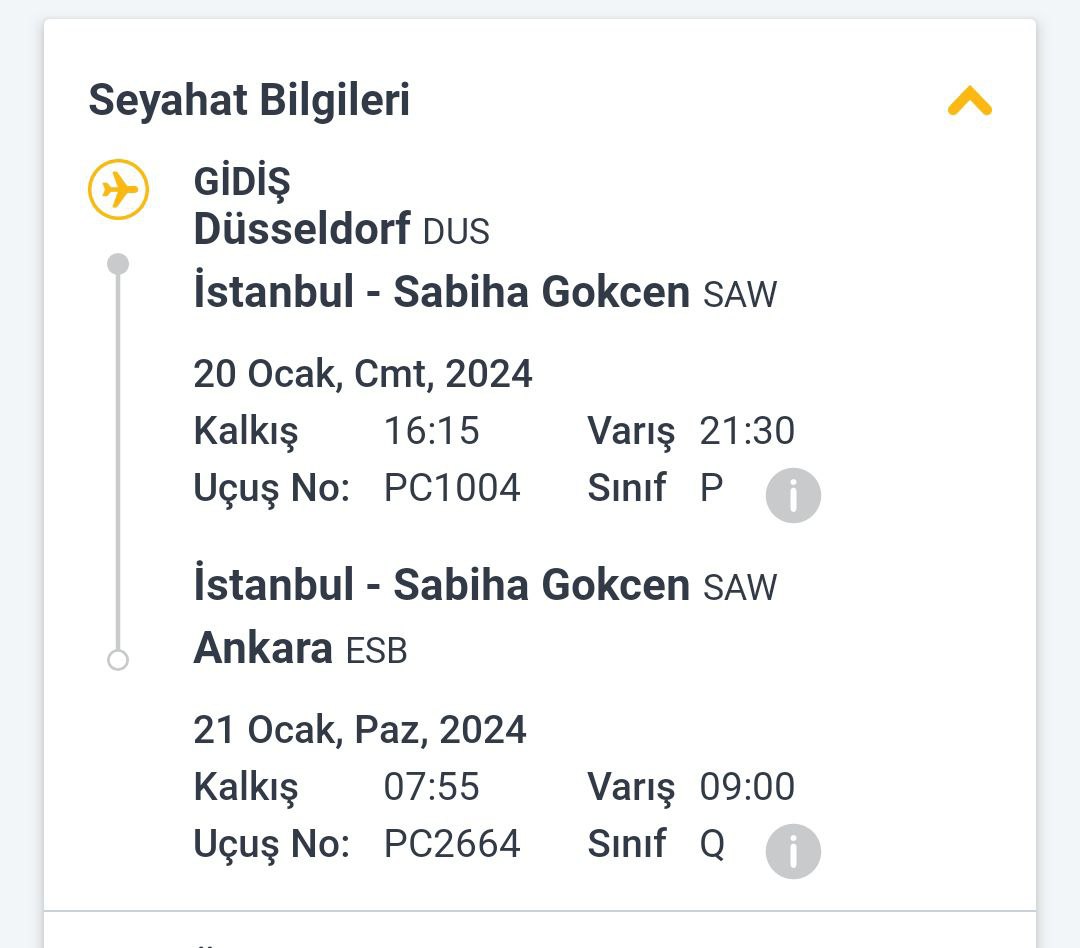 Seyahat Bilgileri
GİDİŞ
Düsseldorf DUS
İstanbul - Sabiha Gokcen SAW
20 Ocak, Cmt, 2024
Kalkış 16:15 Varış 21:30
Uçuş No: PC1004 Sınıf P
İstanbul - Sabiha Gokcen SAW
Ankara ESB
21 Ocak, Paz, 2024
Kalkış 07:55 Varış 09:00
Uçuş No: PC2664 Sınıf Q